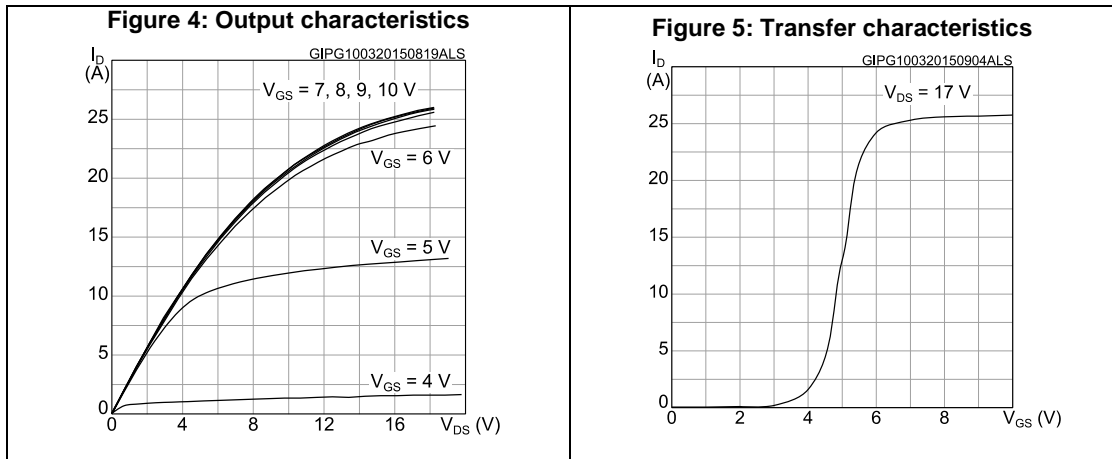 Figure 4: Output characteristics
GIPG100320150819ALS
I_D
(A)
V_GS = 7, 8, 9, 10 V
25
V_GS = 6 V
20
15
V_GS = 5 V
10
5
V_GS = 4 V
0
0 4 8 12 16 V_DS (V)
Figure 5: Transfer characteristics
GIPG100320150904ALS
I_D
(A)
V_DS = 17 V
25
20
15
10
5
0
0 2 4 6 8 V_GS (V)